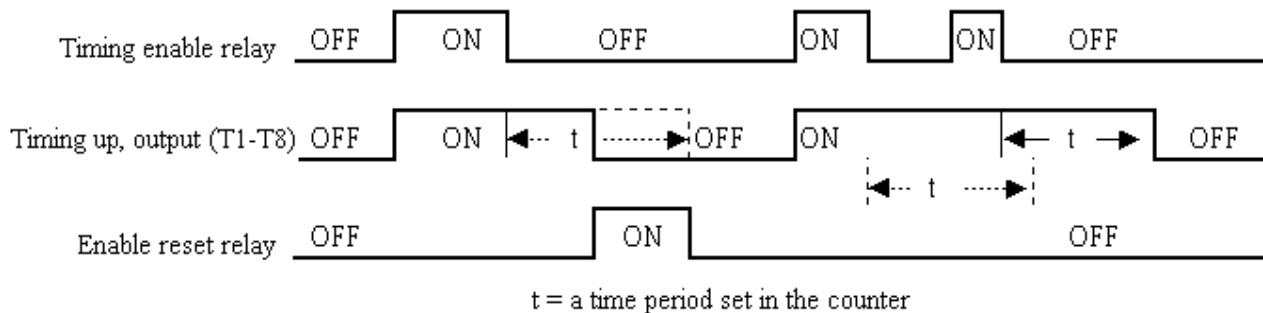 Timing enable relay OFF ON OFF ON ON OFF
Timing up, output (T1-T8) OFF ON t OFF ON t OFF
t
Enable reset relay OFF ON OFF
t = a time period set in the counter